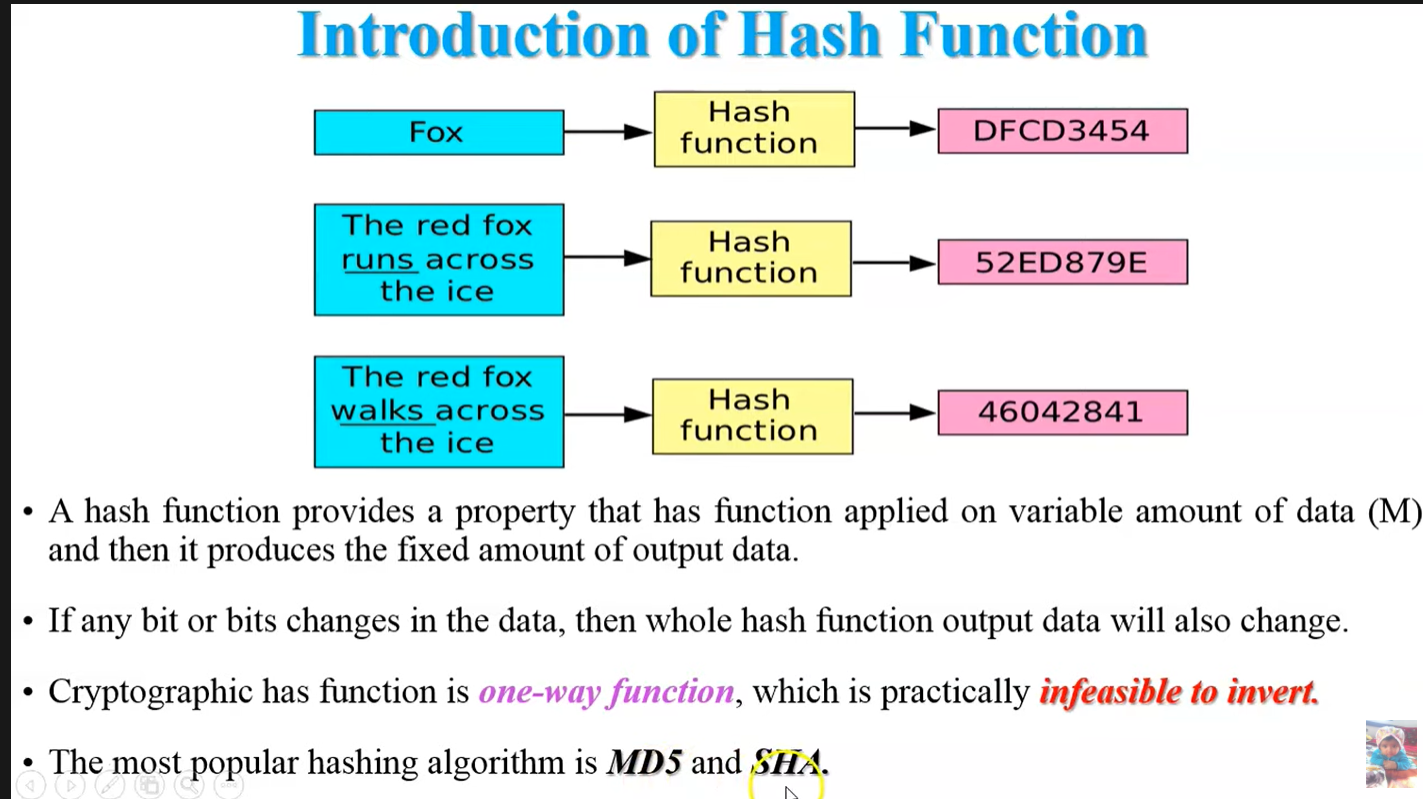 Introduction of Hash Function
Fox
Hash
function
DFCD3454
The red fox
runs across
the ice
Hash
function
52ED879E
The red fox
walks across
the ice
Hash
function
46042841
• A hash function provides a property that has function applied on variable amount of data (M)
and then it produces the fixed amount of output data.
• If any bit or bits changes in the data, then whole hash function output data will also change.
• Cryptographic has function is one-way function, which is practically infeasible to invert.
• The most popular hashing algorithm is MD5 and SHA.